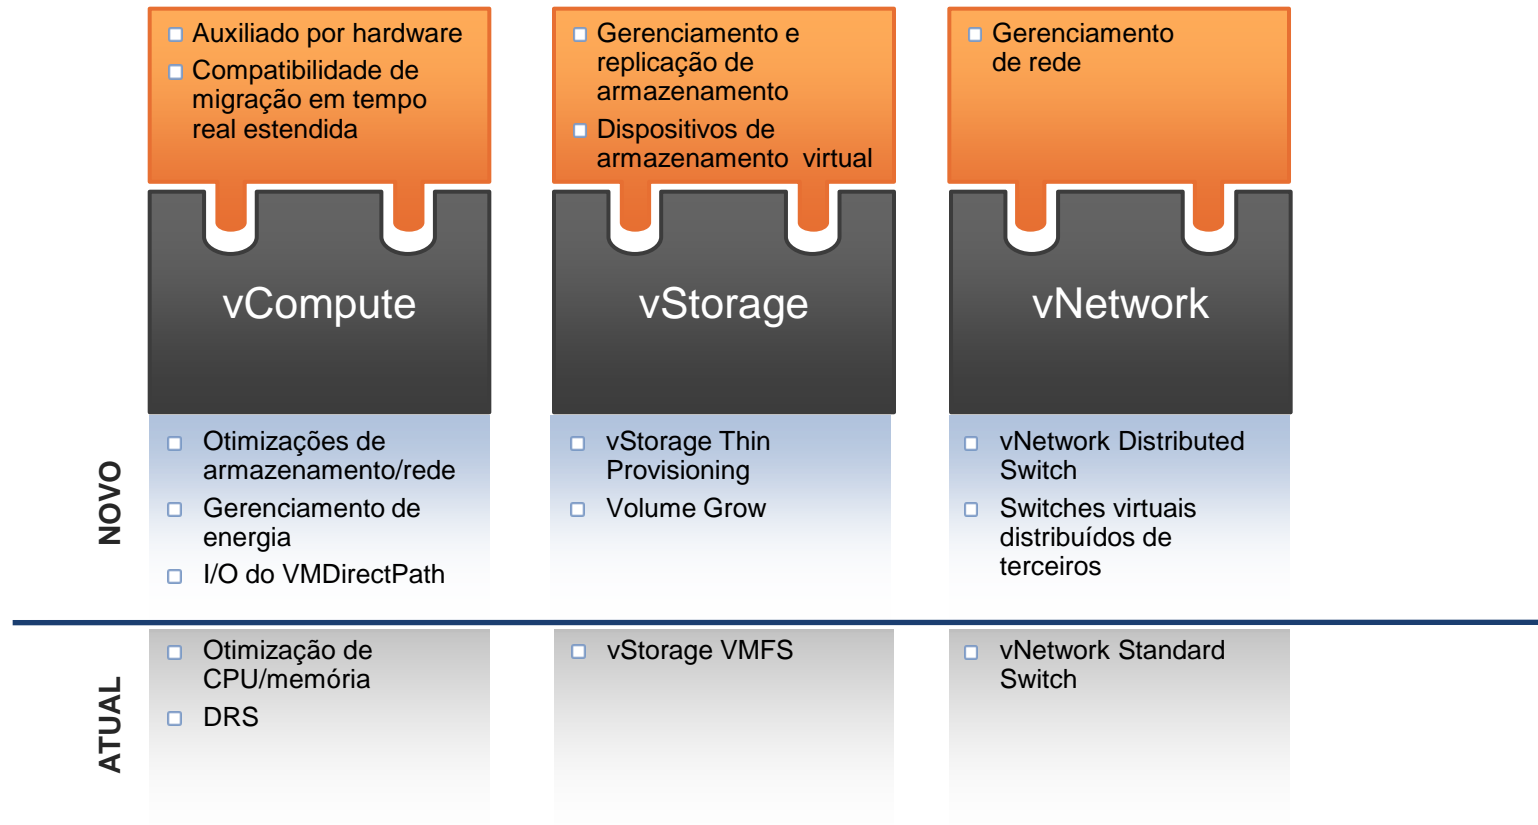 Auxiliado por hardware
Compatibilidade de
migração em tempo
real estendida
Gerenciamento e
replicação de
armazenamento
Dispositivos de
armazenamento virtual
Gerenciamento
de rede
vCompute
vStorage
vNetwork
NOVO
Otimizações de
armazenamento/rede
Gerenciamento de
energia
I/O do VMDirectPath
vStorage Thin
Provisioning
Volume Grow
vNetwork Distributed
Switch
Switches virtuais
distribuídos de
terceiros
ATUAL
Otimização de
CPU/memória
DRS
vStorage VMFS
vNetwork Standard
Switch